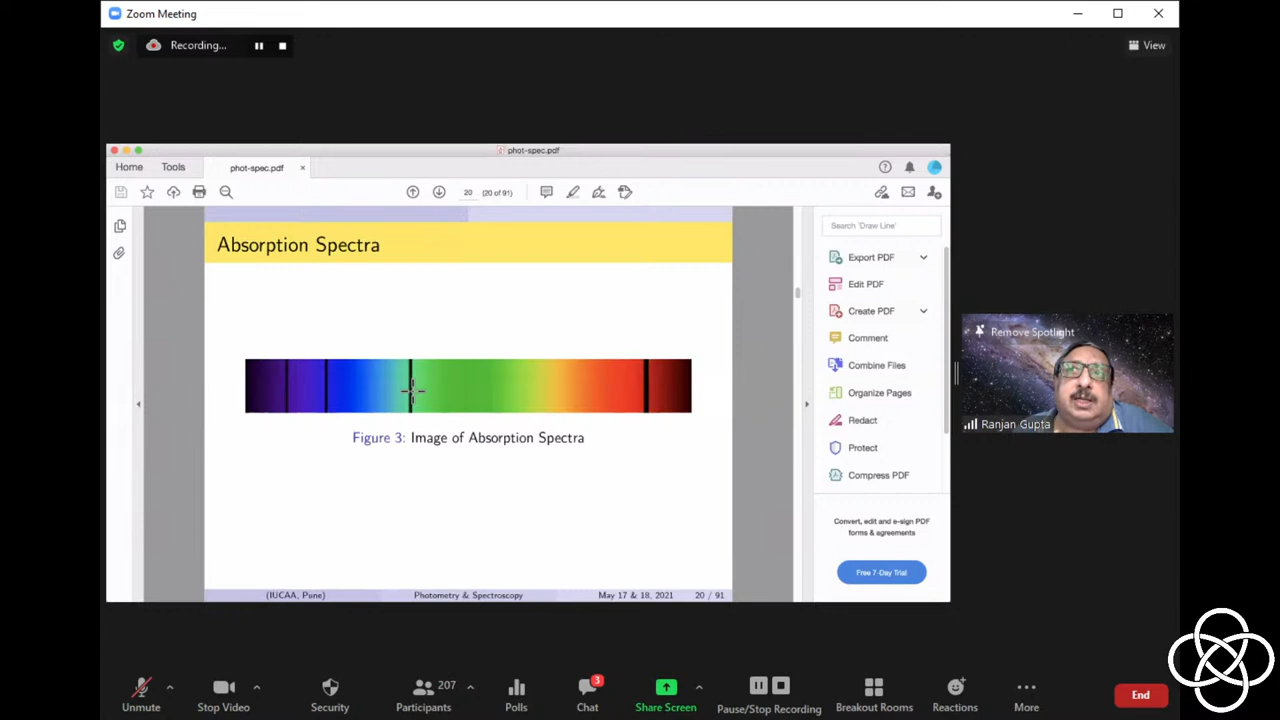 Zoom Meeting
Recording...
View
phot-spec.pdf
Home Tools phot-spec.pdf ×
20 (20 of 91)
Absorption Spectra
Figure 3: Image of Absorption Spectra
(IUCAA, Pune) Photometry & Spectroscopy May 17 & 18, 2021 20 / 91
Search 'Draw Line'
Export PDF
Edit PDF
Create PDF
Comment
Combine Files
Organize Pages
Redact
Protect
Compress PDF
Convert, edit and e-sign PDF
forms & agreements
Free 7-Day Trial
Remove Spotlight
Ranjan Gupta
207
3
Unmute Stop Video Security Participants Polls Chat Share Screen Pause/Stop Recording Breakout Rooms Reactions More
End